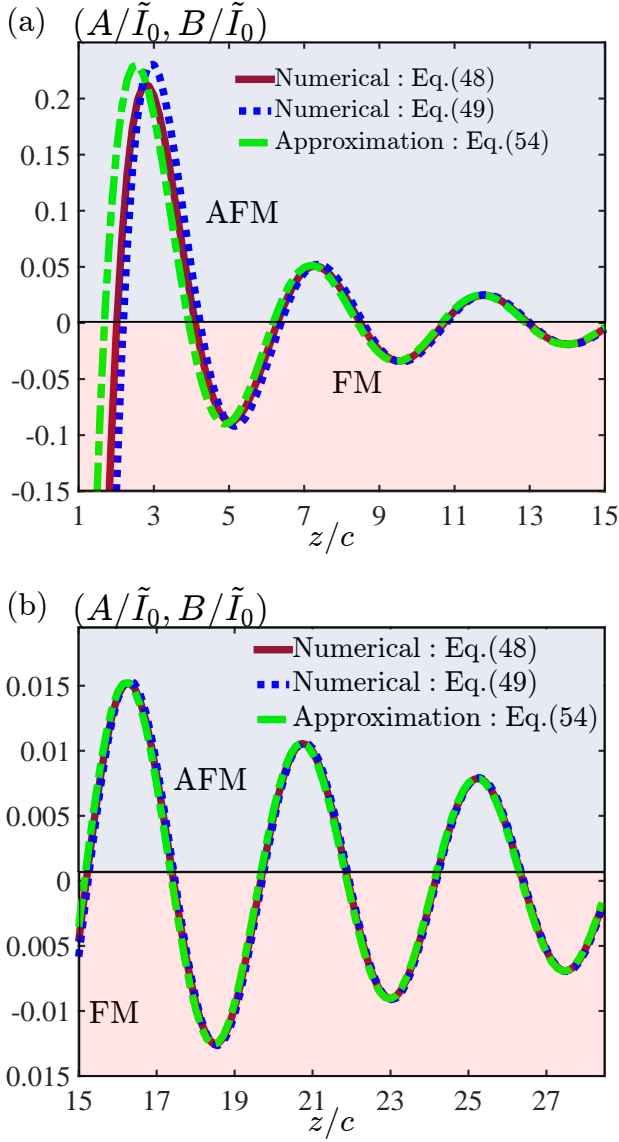 (a) (A/Ĩ₀, B/Ĩ₀)
Numerical : Eq.(48)
Numerical : Eq.(49)
Approximation : Eq.(54)
0.2
0.15
0.1
0.05
0
-0.05
-0.1
-0.15
AFM
FM
1 3 5 7 9 11 13 15
z/c
(b) (A/Ĩ₀, B/Ĩ₀)
Numerical : Eq.(48)
Numerical : Eq.(49)
Approximation : Eq.(54)
0.015
0.01
0.005
0
0.005
-0.01
0.015
AFM
FM
15 17 19 21 23 25 27
z/c